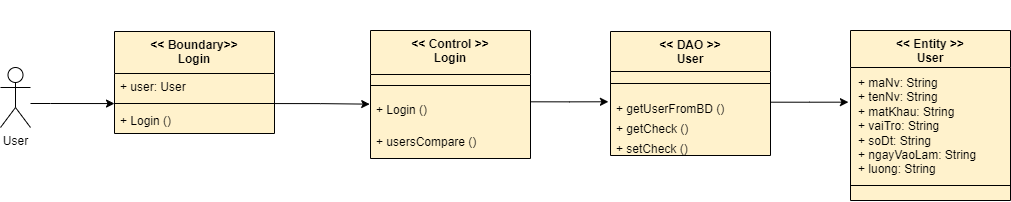 User
<< Boundary>>
Login
+ user: User
+ Login ()
<< Control >>
Login
+ Login ()
+ usersCompare ()
<< DAO >>
User
+ getUserFromBD ()
+ getCheck ()
+ setCheck ()
<< Entity >>
User
+ maNv: String
+ tenNv: String
+ matKhau: String
+ vaiTro: String
+ soDt: String
+ ngayVaoLam: String
+ luong: String